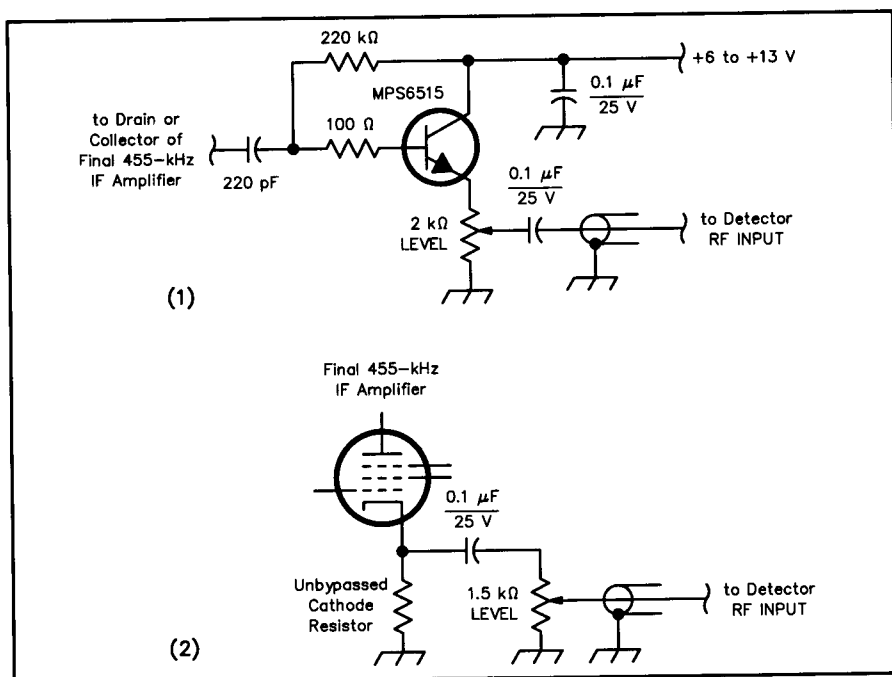 220 kΩ
+6 to +13 V
MPS6515
0.1 μF
25 V
to Drain or
Collector of
Final 455-kHz
IF Amplifier
100 Ω
220 pF
0.1 μF
25 V
2 kΩ
LEVEL
to Detector
RF INPUT
(1)
Final 455-kHz
IF Amplifier
0.1 μF
25 V
Unbypassed
Cathode
Resistor
1.5 kΩ
LEVEL
to Detector
RF INPUT
(2)